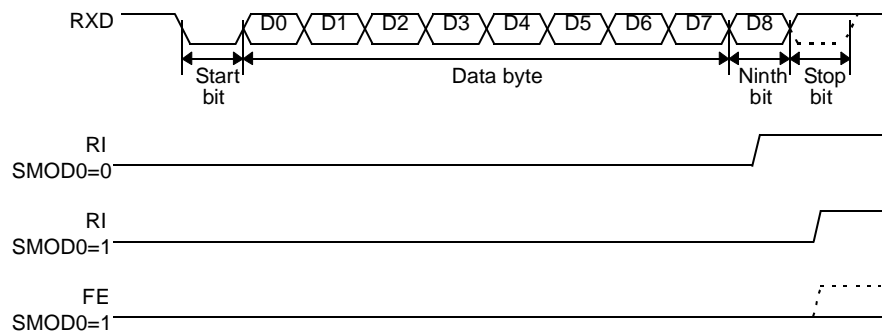 RXD D0 D1 D2 D3 D4 D5 D6 D7 D8
Start bit
Data byte
Ninth bit
Stop bit
RI
SMOD0=0
RI
SMOD0=1
FE
SMOD0=1